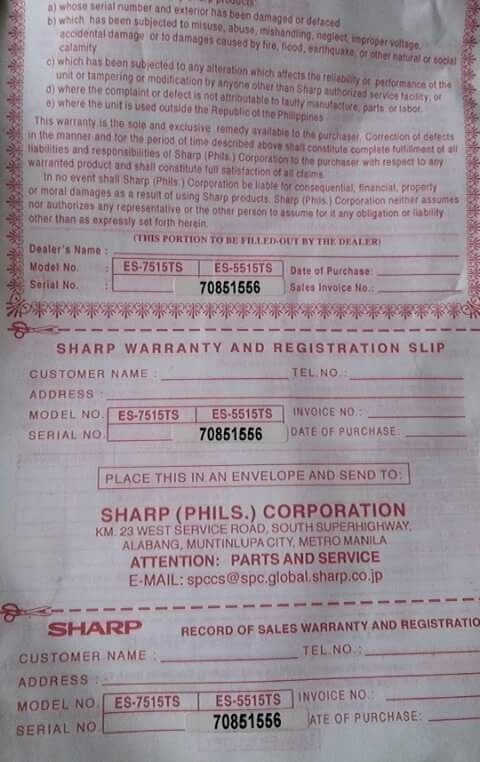 products:
a) whose serial number and exterior has been damaged or defaced
b) which has been subjected to misuse, abuse, mishandling, neglect, improper voltage,
accidental damage or to damages caused by fire, flood, earthquake, or other natural or social
calamity
c) which has been subjected to any alteration which affects the reliability or performance of the
unit or tampering or modification by anyone other than Sharp authorized service facility; or
d) where the complaint or defect is not attributable to faulty manufacture, parts or labor.
e) where the unit is used outside the Republic of the Philippines
This warranty is the sole and exclusive remedy available to the purchaser. Correction of defects
in the manner and for the period of time described above shall constitute complete fulfillment of all
liabilities and responsibilities of Sharp (Phils.) Corporation to the purchaser with respect to any
warranted product and shall constitute full satisfaction of all claims.
In no event shall Sharp (Phils.) Corporation be liable for consequential, financial, property
or moral damages as a result of using Sharp products. Sharp (Phils.) Corporation neither assumes
nor authorizes any representative or the other person to assume for it any obligation or liability
other than as expressly set forth herein.
(THIS PORTION TO BE FILLED-OUT BY THE DEALER)
Dealer's Name :
Model No. : ES-7515TS ES-5515TS Date of Purchase:
Serial No. 70851556 Sales Invoice No.:
SHARP WARRANTY AND REGISTRATION SLIP
CUSTOMER NAME : TEL.NO.:
ADDRESS :
MODEL NO. ES-7515TS ES-5515TS INVOICE NO.:
SERIAL NO. 70851556 DATE OF PURCHASE:
PLACE THIS IN AN ENVELOPE AND SEND TO:
SHARP (PHILS.) CORPORATION
KM. 23 WEST SERVICE ROAD, SOUTH SUPERHIGHWAY,
ALABANG, MUNTINLUPA CITY, METRO MANILA
ATTENTION: PARTS AND SERVICE
E-MAIL: spccs@spc.global.sharp.co.jp
SHARP RECORD OF SALES WARRANTY AND REGISTRATIO
CUSTOMER NAME : TEL.NO.:
ADDRESS :
MODEL NO. ES-7515TS ES-5515TS INVOICE NO.:
SERIAL NO. 70851556 ATE OF PURCHASE: